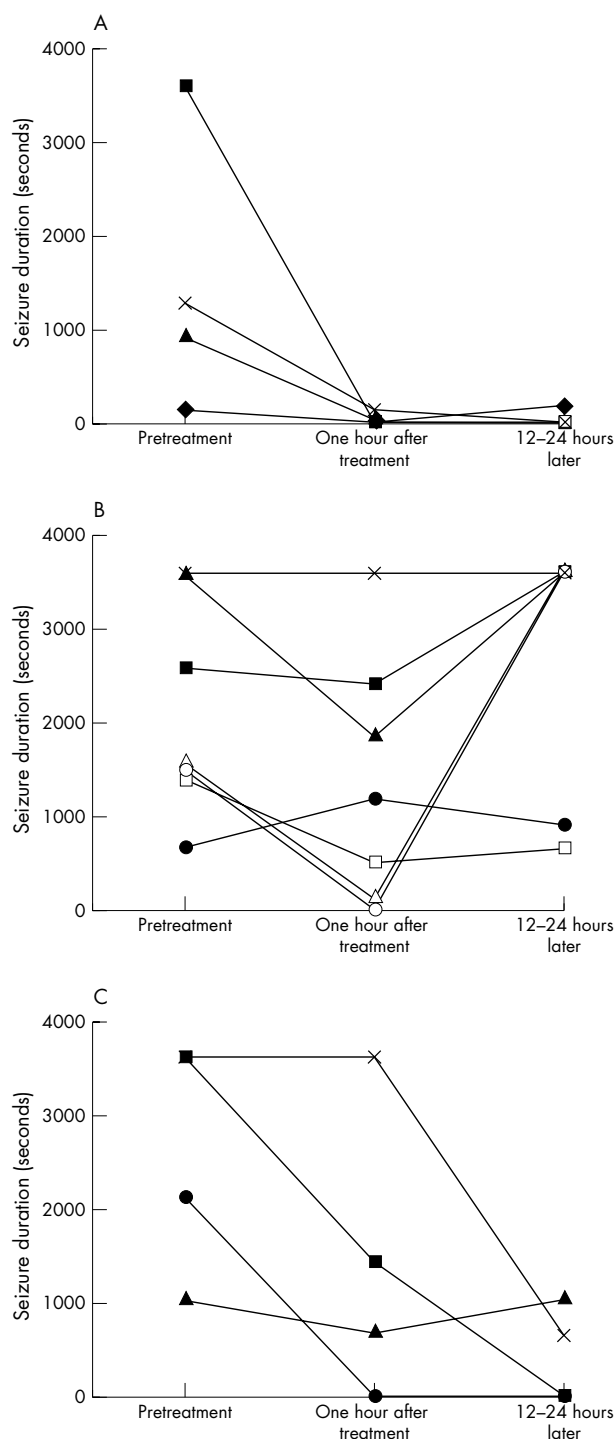 A
Seizure duration (seconds)
4000
3000
2000
1000
0
Pretreatment
One hour after
treatment
12–24 hours
later
B
Seizure duration (seconds)
4000
3000
2000
1000
0
Pretreatment
One hour after
treatment
12–24 hours
later
C
Seizure duration (seconds)
4000
3000
2000
1000
0
Pretreatment
One hour after
treatment
12–24 hours
later